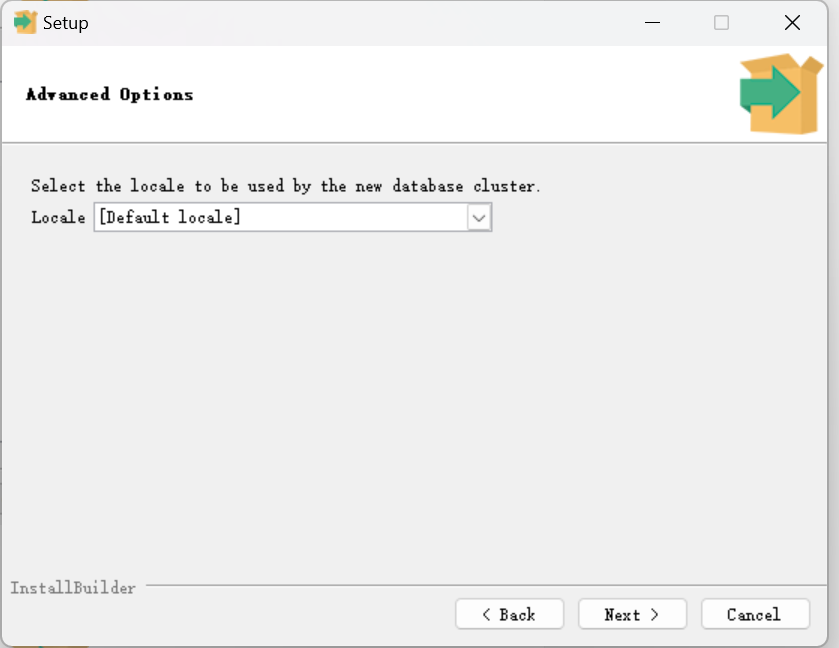 Setup
Advanced Options
Select the locale to be used by the new database cluster.
Locale [Default locale]
InstallBuilder
< Back Next > Cancel